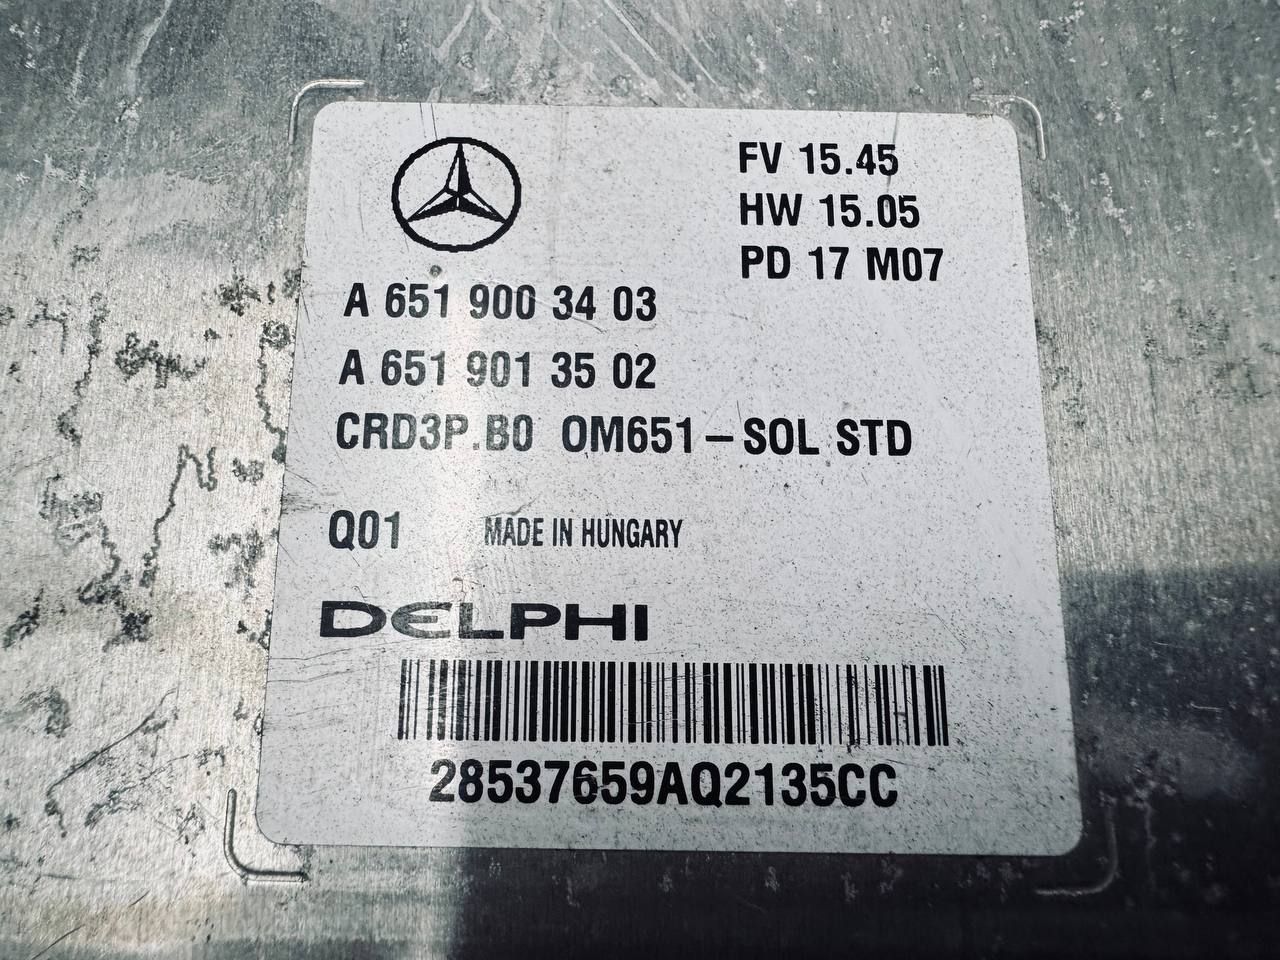 FV 15.45
HW 15.05
PD 17 M07
A 651 900 34 03
A 651 901 35 02
CRD3P.B0 OM651-SOL STD
Q01 MADE IN HUNGARY
DELPHI
28537659AQ2135CC